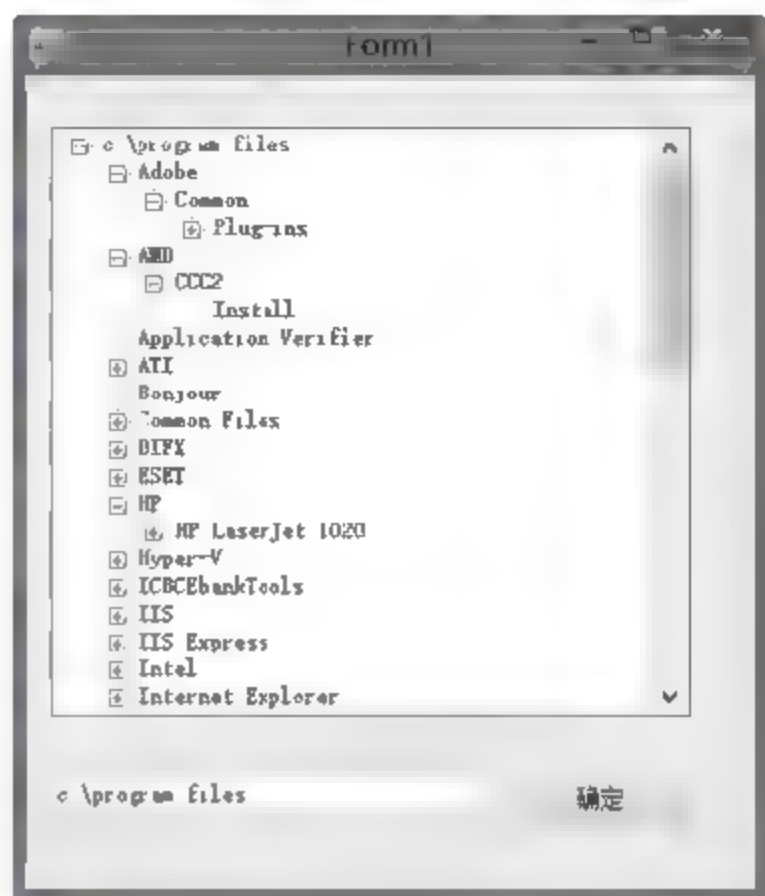 Form1
c \program files
Adobe
Common
Plug-ins
AMD
CCC2
Install
Application Verifier
ATI
Bonjour
Common Files
DIFX
ESET
HP
HP LaserJet 1020
Hyper-V
ICBCEbankTools
IIS
IIS Express
Intel
Internet Explorer
c \program files
确定